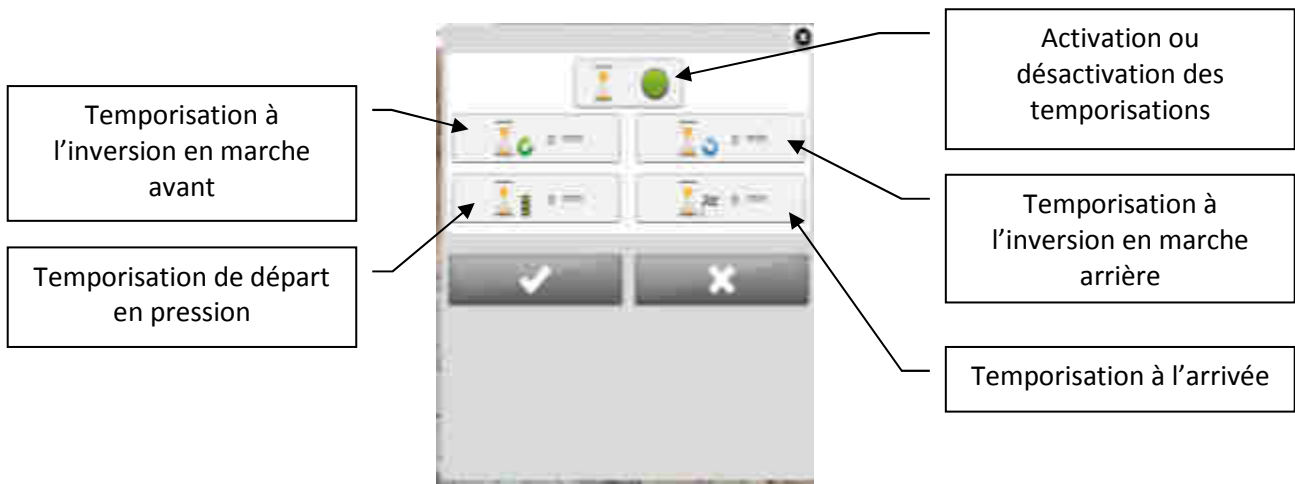 Activation ou
désactivation des
temporisations
Temporisation à
l’inversion en marche
avant
Temporisation à
l’inversion en marche
arrière
Temporisation de départ
en pression
Temporisation à l’arrivée